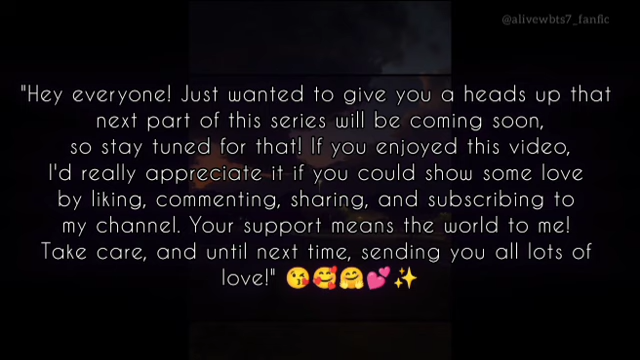 @alivewbts7_fanfic
"Hey everyone! Just wanted to give you a heads up that
next part of this series will be coming soon,
so stay tuned for that! If you enjoyed this video,
I'd really appreciate it if you could show some love
by liking, commenting, sharing, and subscribing to
my channel. Your support means the world to me!
Take care, and until next time, sending you all lots of
love!" 😘🥰🤗💕✨